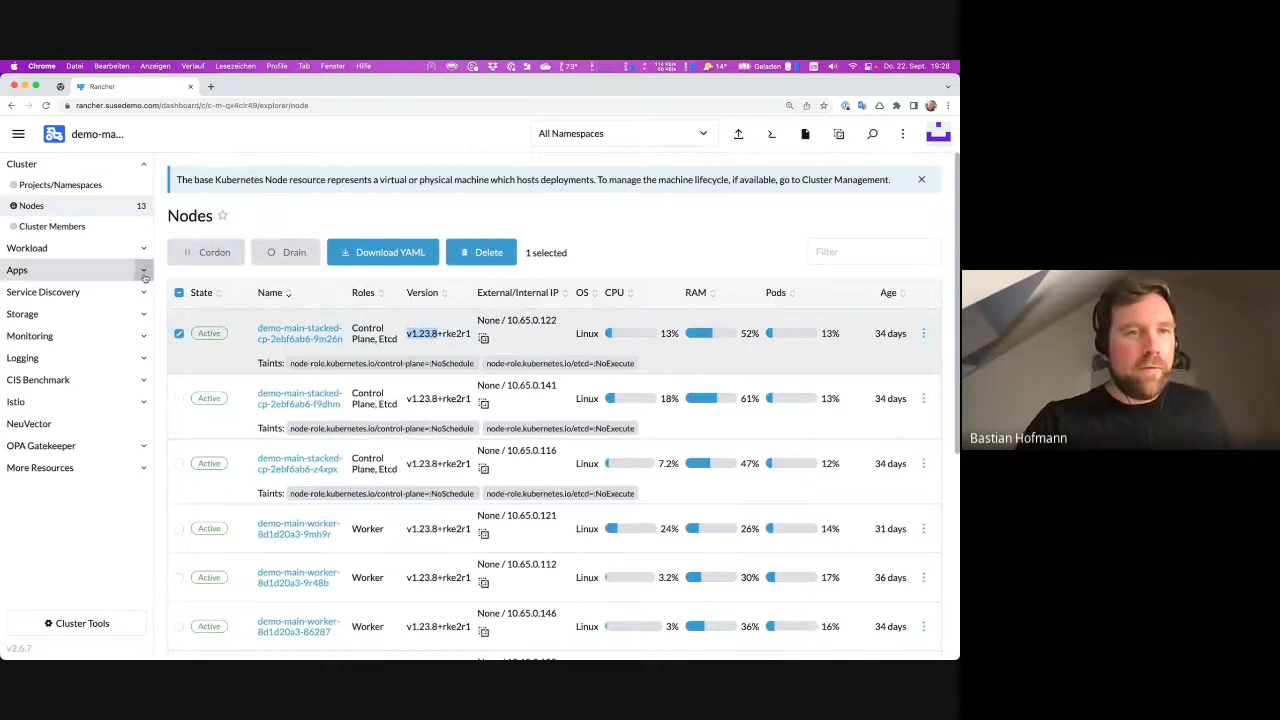 Chrome Datei Bearbeiten Anzeigen Verlauf Lesezeichen Profile Tab Fenster Hilfe 73° 116 KB/s 50 KB/s 14° Geladen Do. 22. Sept. 19:28
Rancher
rancher.susedemo.com/dashboard/c/c-m-qx4clr49/explorer/node
demo-ma...
All Namespaces
Cluster
Projects/Namespaces
Nodes 13
Cluster Members
Workload
Apps
Service Discovery
Storage
Monitoring
Logging
CIS Benchmark
Istio
NeuVector
OPA Gatekeeper
More Resources
Cluster Tools
v2.6.7
The base Kubernetes Node resource represents a virtual or physical machine which hosts deployments. To manage the machine lifecycle, if available, go to Cluster Management.
Nodes
Cordon Drain Download YAML Delete 1 selected Filter
State Name Roles Version External/Internal IP OS CPU RAM Pods Age
Active demo-main-stacked-cp-2ebf6ab6-9m26n Control Plane, Etcd v1.23.8+rke2r1 None / 10.65.0.122 Linux 13% 52% 13% 34 days
Taints: node-role.kubernetes.io/control-plane=:NoSchedule node-role.kubernetes.io/etcd=:NoExecute
Active demo-main-stacked-cp-2ebf6ab6-f9dhm Control Plane, Etcd v1.23.8+rke2r1 None / 10.65.0.141 Linux 18% 61% 13% 34 days
Taints: node-role.kubernetes.io/control-plane=:NoSchedule node-role.kubernetes.io/etcd=:NoExecute
Active demo-main-stacked-cp-2ebf6ab6-z4xpx Control Plane, Etcd v1.23.8+rke2r1 None / 10.65.0.116 Linux 7.2% 47% 12% 34 days
Taints: node-role.kubernetes.io/control-plane=:NoSchedule node-role.kubernetes.io/etcd=:NoExecute
Active demo-main-worker-8d1d20a3-9mh9r Worker v1.23.8+rke2r1 None / 10.65.0.121 Linux 24% 26% 14% 31 days
Active demo-main-worker-8d1d20a3-9r48b Worker v1.23.8+rke2r1 None / 10.65.0.112 Linux 3.2% 30% 17% 36 days
Active demo-main-worker-8d1d20a3-86287 Worker v1.23.8+rke2r1 None / 10.65.0.146 Linux 3% 36% 16% 34 days
Bastian Hofmann